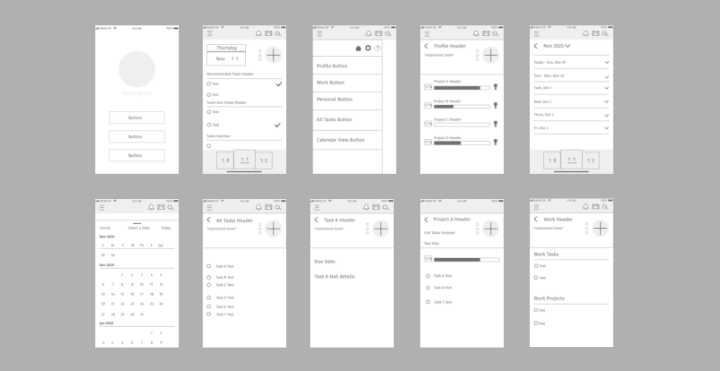 Button
Button
Button
Thursday
Nov 11
Recommended Tasks Header
Text
Text
Tasks Due Today Header
Text
Text
Tasks Overdue
10 11 12
Profile Button
Work Button
Personal Button
All Tasks Button
Calendar View Button
Profile Header
"Inspirational Quote"
Project A Header
Project B Header
Project C Header
Project D Header
Nov 2020
Today - Sun, Nov 29
Tom - Mon, Nov 30
Tues, Dec 1
Wed, Dec 2
Thurs, Dec 3
Fri, Dec 4
10 11 12
Cancel Select a Date Today
Nov 2020
S M T W Th F Sat
29 30
Dec 2020
1 2 3 4 5
6 7 8 9 10 11 12
13 14 15 16 17 18 19
20 21 22 23 24 25 26
27 28 29 30 31
Jan 2020
1 2
3 4 5 6 7 8 9
All Tasks Header
"Inspirational Quote"
Task A Text
Task B Text
Task C Text
Task D Text
Task E Text
Task F Text
Task A Header
"Inspirational Quote"
Due Date:
Task A text details
Project A Header
# of Tasks Finished
Due Date
Task A Text
Task B Text
Task C Text
Work Header
"Inspirational Quote"
Work Tasks
Text
Text
Work Projects
Text
Text